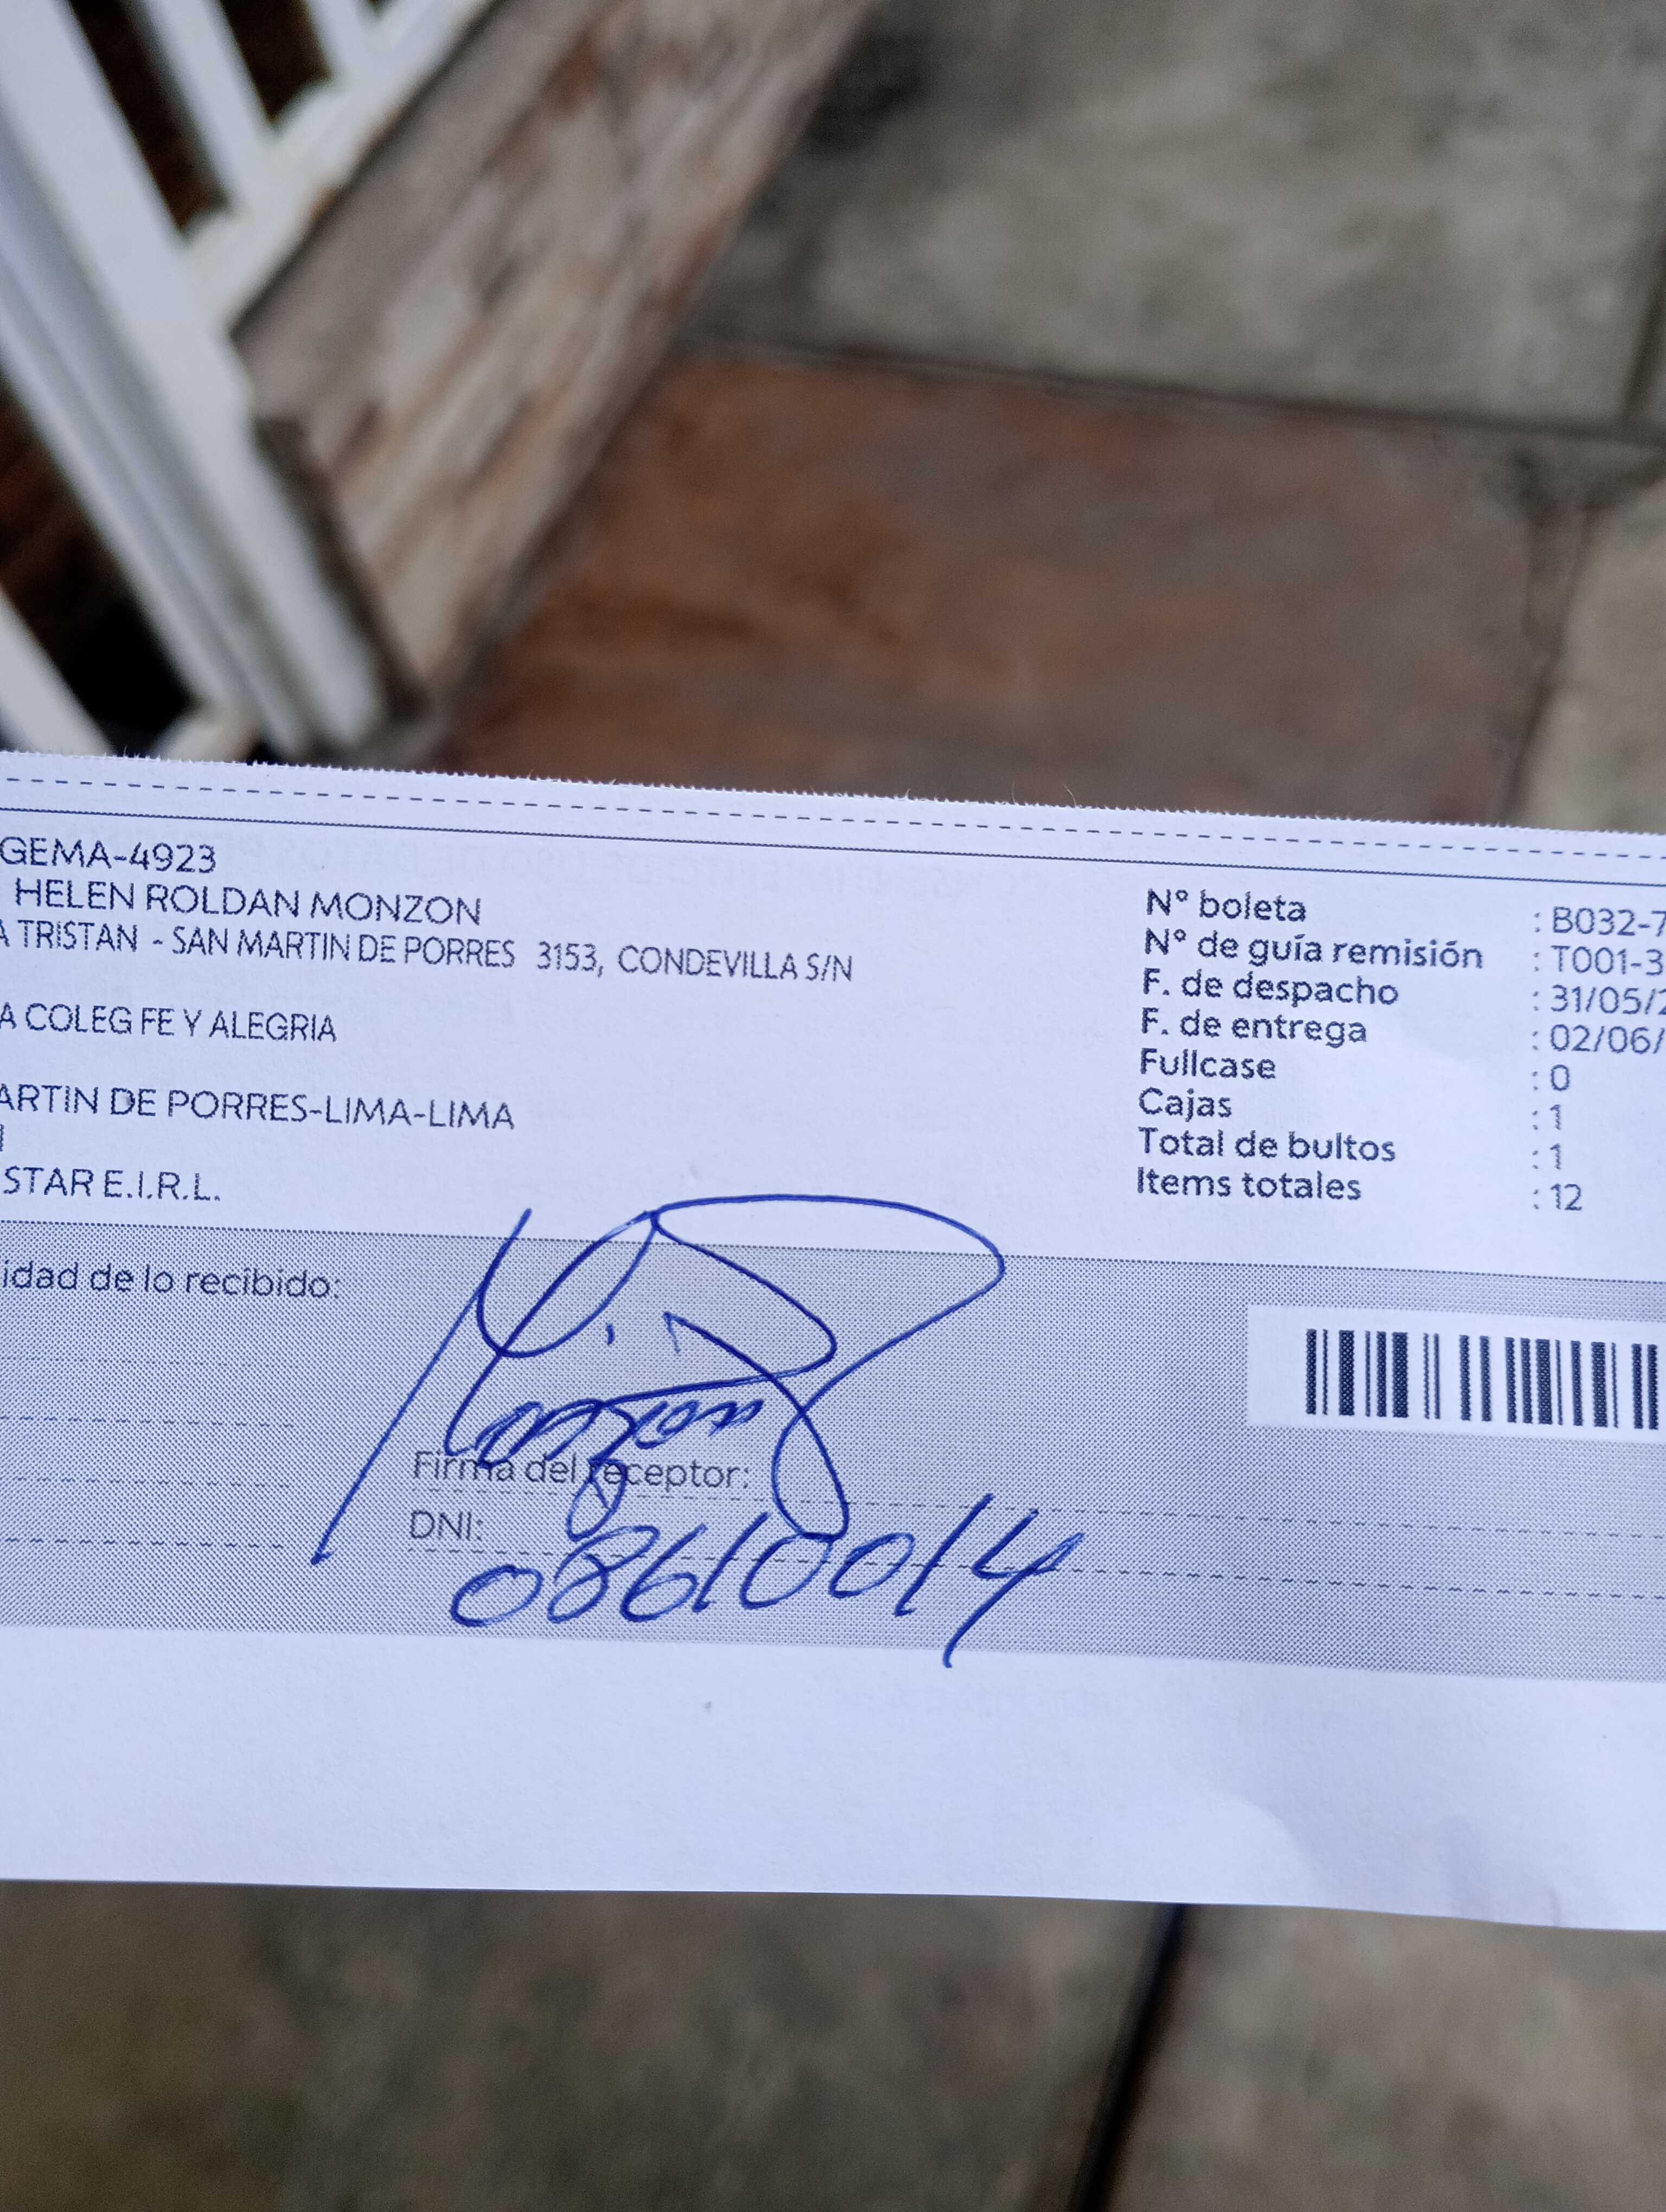 GEMA-4923
HELEN ROLDAN MONZON
A TRISTAN - SAN MARTIN DE PORRES 3153, CONDEVILLA S/N
A COLEG FE Y ALEGRIA
ARTIN DE PORRES-LIMA-LIMA
STAR E.I.R.L.
Nº boleta : B032-7
Nº de guía remisión : T001-3
F. de despacho : 31/05/2
F. de entrega : 02/06/
Fullcase : 0
Cajas : 1
Total de bultos : 1
Items totales : 12
idad de lo recibido:
Firma del receptor:
DNI:
08610014